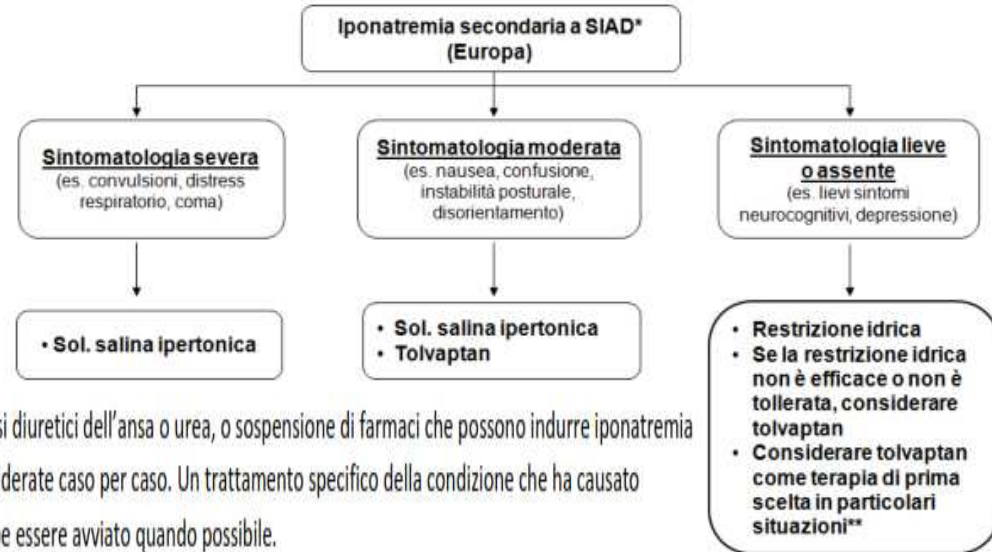 Iponatremia secondaria a SIAD*
(Europa)
Sintomatologia severa
(es. convulsioni, distress
respiratorio, coma)
Sintomatologia moderata
(es. nausea, confusione,
instabilità posturale,
disorientamento)
Sintomatologia lieve
o assente
(es. lievi sintomi
neurocognitivi, depressione)
• Sol. salina ipertonica
• Sol. salina ipertonica
• Tolvaptan
• Restrizione idrica
• Se la restrizione idrica
non è efficace o non è
tollerata, considerare
tolvaptan
• Considerare tolvaptan
come terapia di prima
scelta in particolari
situazioni**
si diuretici dell'ansa o urea, o sospensione di farmaci che possono indurre iponatremia
derate caso per caso. Un trattamento specifico della condizione che ha causato
e essere avviato quando possibile.